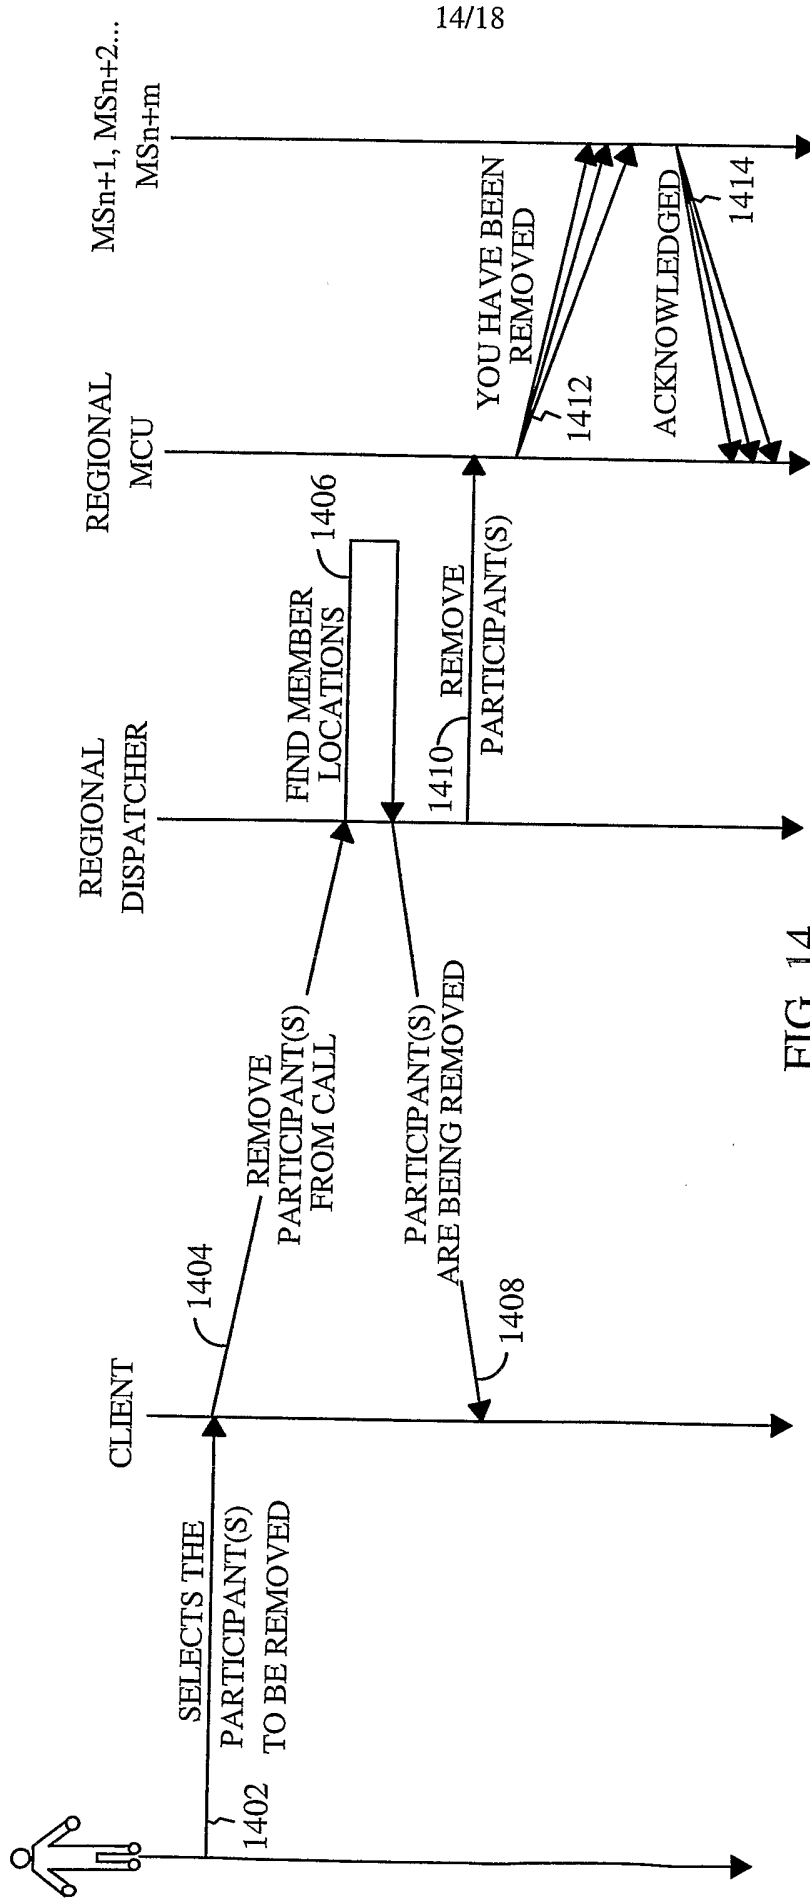 14/18
CLIENT
REGIONAL
DISPATCHER
REGIONAL
MCU
MSn+1, MSn+2...
MSn+m
SELECTS THE
PARTICIPANT(S)
TO BE REMOVED
1402
1404
REMOVE
PARTICIPANT(S)
FROM CALL
FIND MEMBER
LOCATIONS
1406
PARTICIPANT(S)
ARE BEING REMOVED
1408
1410
REMOVE
PARTICIPANT(S)
YOU HAVE BEEN
REMOVED
1412
ACKNOWLEDGED
1414
FIG. 14